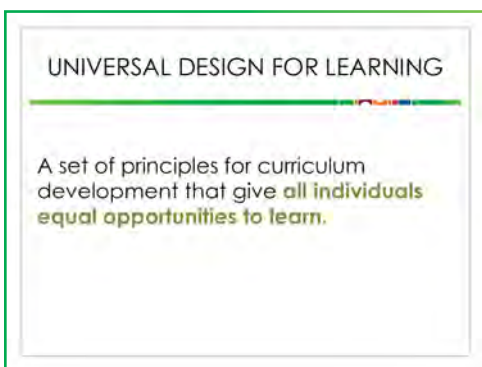 UNIVERSAL DESIGN FOR LEARNING
A set of principles for curriculum
development that give all individuals
equal opportunities to learn.